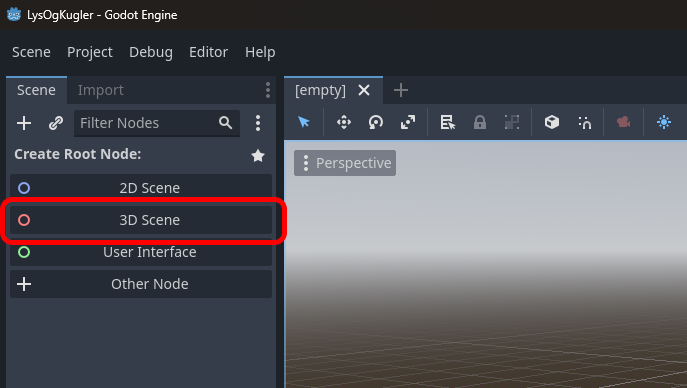 LysOgKugler - Godot Engine
Scene Project Debug Editor Help
Scene Import
[empty]
Filter Nodes
Create Root Node:
Perspective
2D Scene
3D Scene
User Interface
Other Node